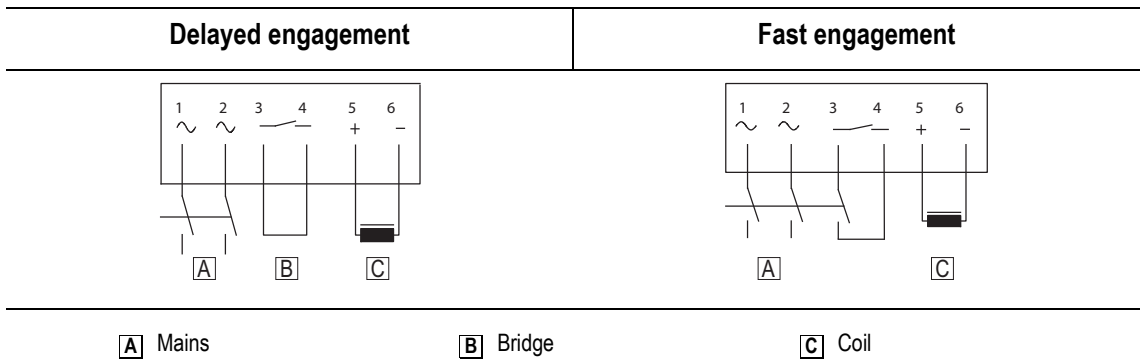 Delayed engagement
Fast engagement
1 2 3 4 5 6
+ −
1 2 3 4 5 6
+ −
A B C
A C
A Mains
B Bridge
C Coil